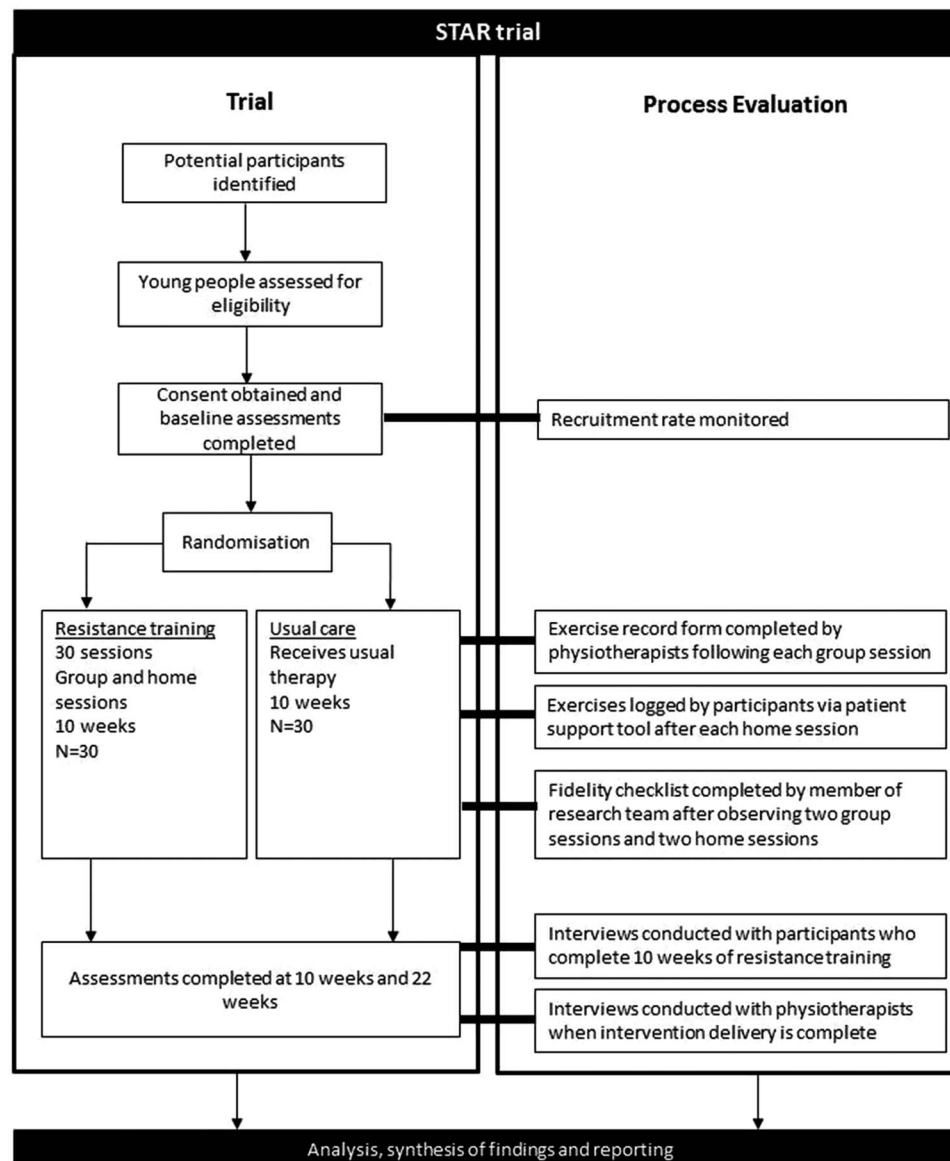 STAR trial
Trial
Potential participants
identified
Young people assessed for
eligibility
Consent obtained and
baseline assessments
completed
Randomisation
Resistance training
30 sessions
Group and home
sessions
10 weeks
N=30
Usual care
Receives usual
therapy
10 weeks
N=30
Assessments completed at 10 weeks and 22
weeks
Process Evaluation
Recruitment rate monitored
Exercise record form completed by
physiotherapists following each group session
Exercises logged by participants via patient
support tool after each home session
Fidelity checklist completed by member of
research team after observing two group
sessions and two home sessions
Interviews conducted with participants who
complete 10 weeks of resistance training
Interviews conducted with physiotherapists
when intervention delivery is complete
Analysis, synthesis of findings and reporting